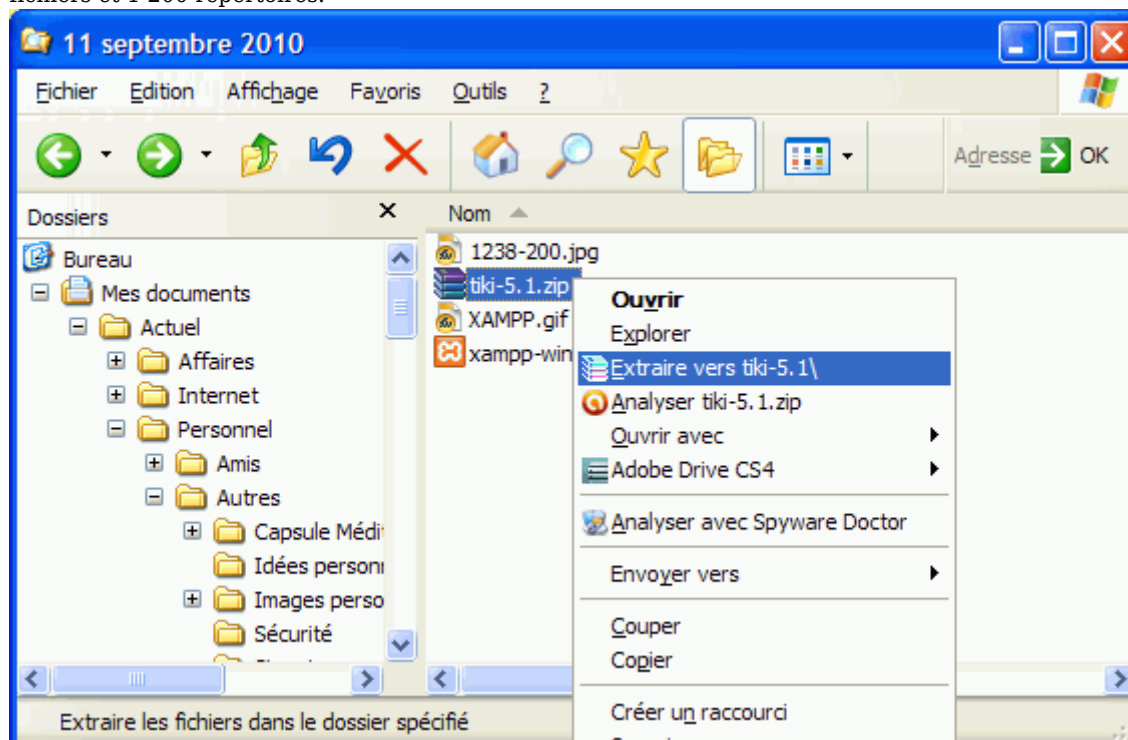 11 septembre 2010
Fichier Edition Affichage Favoris Outils ?
Adresse OK
Dossiers
Bureau
Mes documents
Actuel
Affaires
Internet
Personnel
Amis
Autres
Capsule Médi
Idées person
Images perso
Sécurité
Nom
1238-200.jpg
tiki-5.1.zip
XAMPP.gif
xampp-win
Ouvrir
Explorer
Extraire vers tiki-5.1\
Analyser tiki-5.1.zip
Ouvrir avec
Adobe Drive CS4
Analyser avec Spyware Doctor
Envoyer vers
Couper
Copier
Créer un raccourci
Extraire les fichiers dans le dossier spécifié